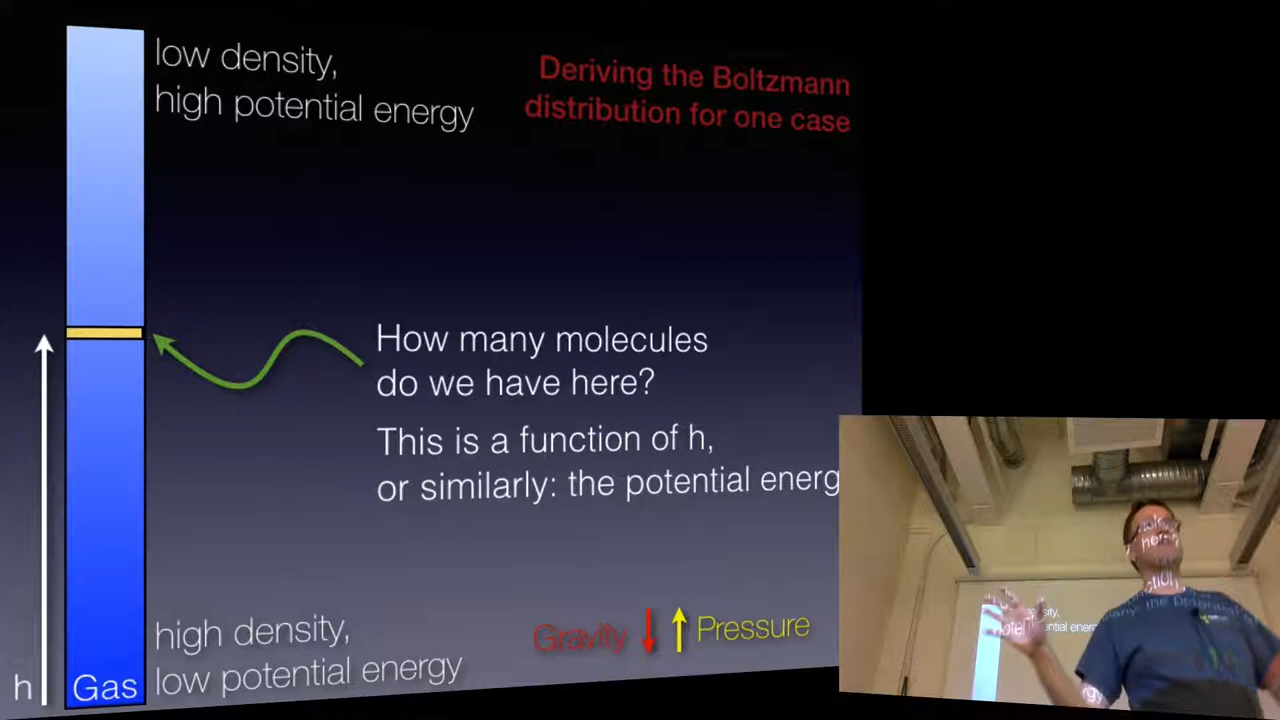 low density,
high potential energy
Deriving the Boltzmann
distribution for one case
How many molecules
do we have here?
This is a function of h,
or similarly: the potential energ
high density,
low potential energy
Gravity
Pressure
h
Gas